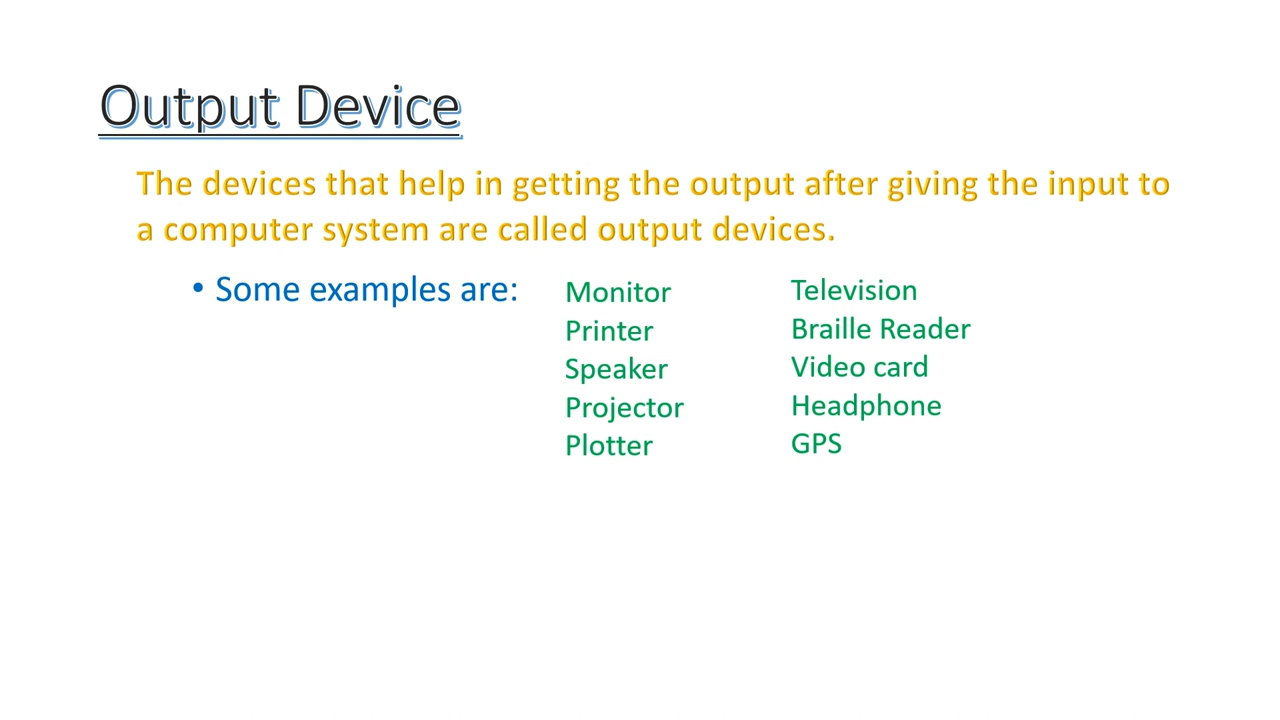 Output Device
The devices that help in getting the output after giving the input to
a computer system are called output devices.
• Some examples are:
Monitor
Printer
Speaker
Projector
Plotter
Television
Braille Reader
Video card
Headphone
GPS